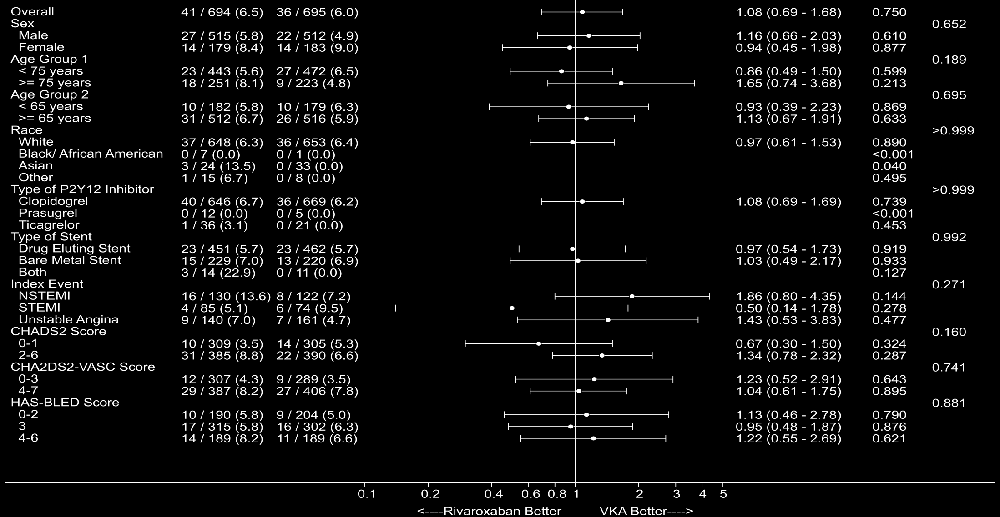 Overall 41 / 694 (6.5) 36 / 695 (6.0) 1.08 (0.69 - 1.68) 0.750
Sex 0.652
Male 27 / 515 (5.8) 22 / 512 (4.9) 1.16 (0.66 - 2.03) 0.610
Female 14 / 179 (8.4) 14 / 183 (9.0) 0.94 (0.45 - 1.98) 0.877
Age Group 1 0.189
< 75 years 23 / 443 (5.6) 27 / 472 (6.5) 0.86 (0.49 - 1.50) 0.599
>= 75 years 18 / 251 (8.1) 9 / 223 (4.8) 1.65 (0.74 - 3.68) 0.213
Age Group 2 0.695
< 65 years 10 / 182 (5.8) 10 / 179 (6.3) 0.93 (0.39 - 2.23) 0.869
>= 65 years 31 / 512 (6.7) 26 / 516 (5.9) 1.13 (0.67 - 1.91) 0.633
Race >0.999
White 37 / 648 (6.3) 36 / 653 (6.4) 0.97 (0.61 - 1.53) 0.890
Black/ African American 0 / 7 (0.0) 0 / 1 (0.0) <0.001
Asian 3 / 24 (13.5) 0 / 33 (0.0) 0.040
Other 1 / 15 (6.7) 0 / 8 (0.0) 0.495
Type of P2Y12 Inhibitor >0.999
Clopidogrel 40 / 646 (6.7) 36 / 669 (6.2) 1.08 (0.69 - 1.69) 0.739
Prasugrel 0 / 12 (0.0) 0 / 5 (0.0) <0.001
Ticagrelor 1 / 36 (3.1) 0 / 21 (0.0) 0.453
Type of Stent 0.992
Drug Eluting Stent 23 / 451 (5.7) 23 / 462 (5.7) 0.97 (0.54 - 1.73) 0.919
Bare Metal Stent 15 / 229 (7.0) 13 / 220 (6.9) 1.03 (0.49 - 2.17) 0.933
Both 3 / 14 (22.9) 0 / 11 (0.0) 0.127
Index Event 0.271
NSTEMI 16 / 130 (13.6) 8 / 122 (7.2) 1.86 (0.80 - 4.35) 0.144
STEMI 4 / 85 (5.1) 6 / 74 (9.5) 0.50 (0.14 - 1.78) 0.278
Unstable Angina 9 / 140 (7.0) 7 / 161 (4.7) 1.43 (0.53 - 3.83) 0.477
CHADS2 Score 0.160
0-1 10 / 309 (3.5) 14 / 305 (5.3) 0.67 (0.30 - 1.50) 0.324
2-6 31 / 385 (8.8) 22 / 390 (6.6) 1.34 (0.78 - 2.32) 0.287
CHA2DS2-VASC Score 0.741
0-3 12 / 307 (4.3) 9 / 289 (3.5) 1.23 (0.52 - 2.91) 0.643
4-7 29 / 387 (8.2) 27 / 406 (7.8) 1.04 (0.61 - 1.75) 0.895
HAS-BLED Score 0.881
0-2 10 / 190 (5.8) 9 / 204 (5.0) 1.13 (0.46 - 2.78) 0.790
3 17 / 315 (5.8) 16 / 302 (6.3) 0.95 (0.48 - 1.87) 0.876
4-6 14 / 189 (8.2) 11 / 189 (6.6) 1.22 (0.55 - 2.69) 0.621
0.1 0.2 0.4 0.6 0.8 1 2 3 4 5
<----Rivaroxaban Better VKA Better---->